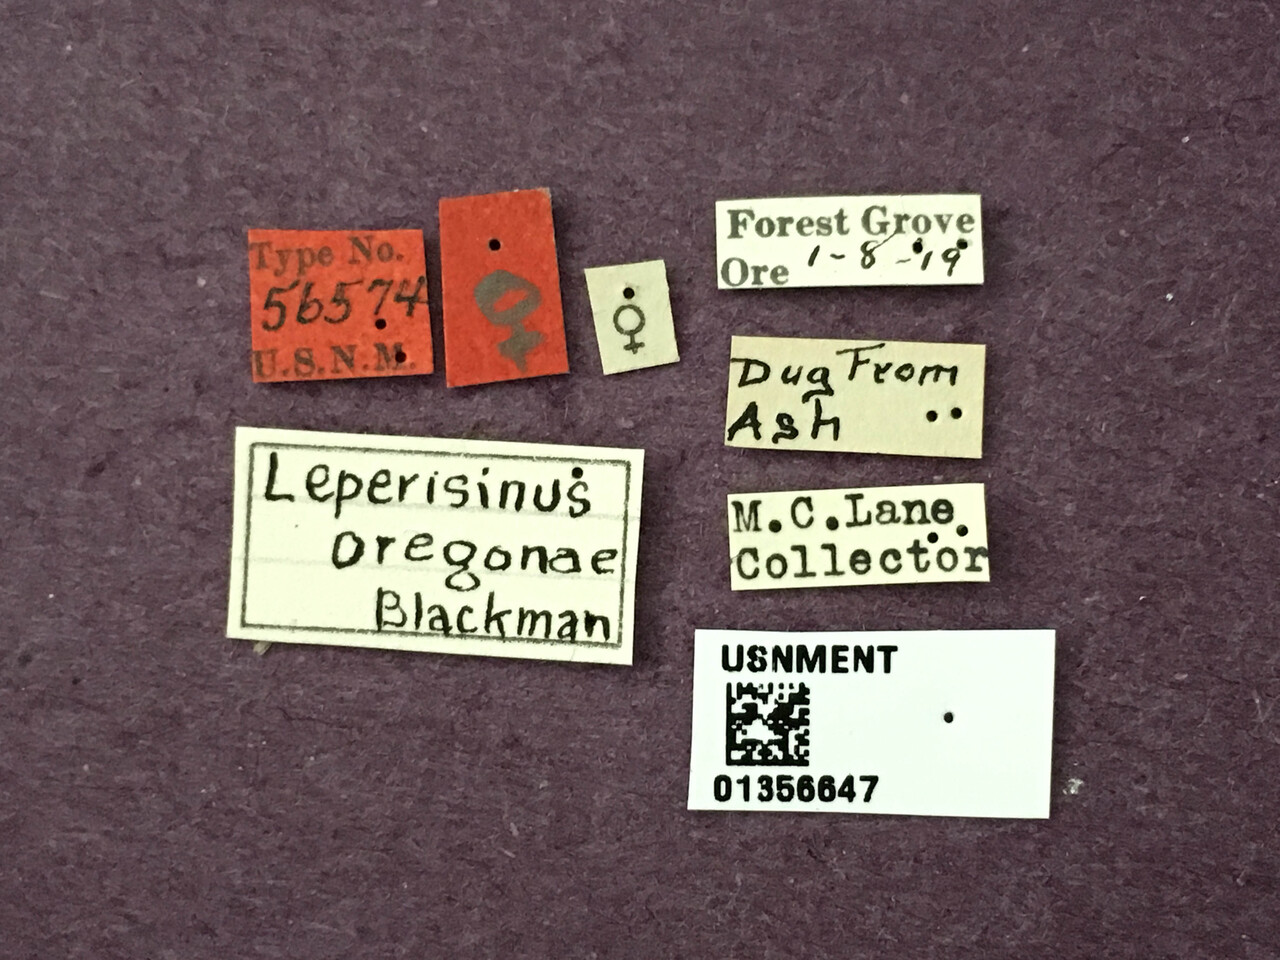 Type No.
56574
U.S.N.M.
♀
♀
Forest Grove
Ore 1-8-19
Dug From
Ash
M.C.Lane
Collector
Leperisinus
oregonae
Blackman
USNMENT
01356647